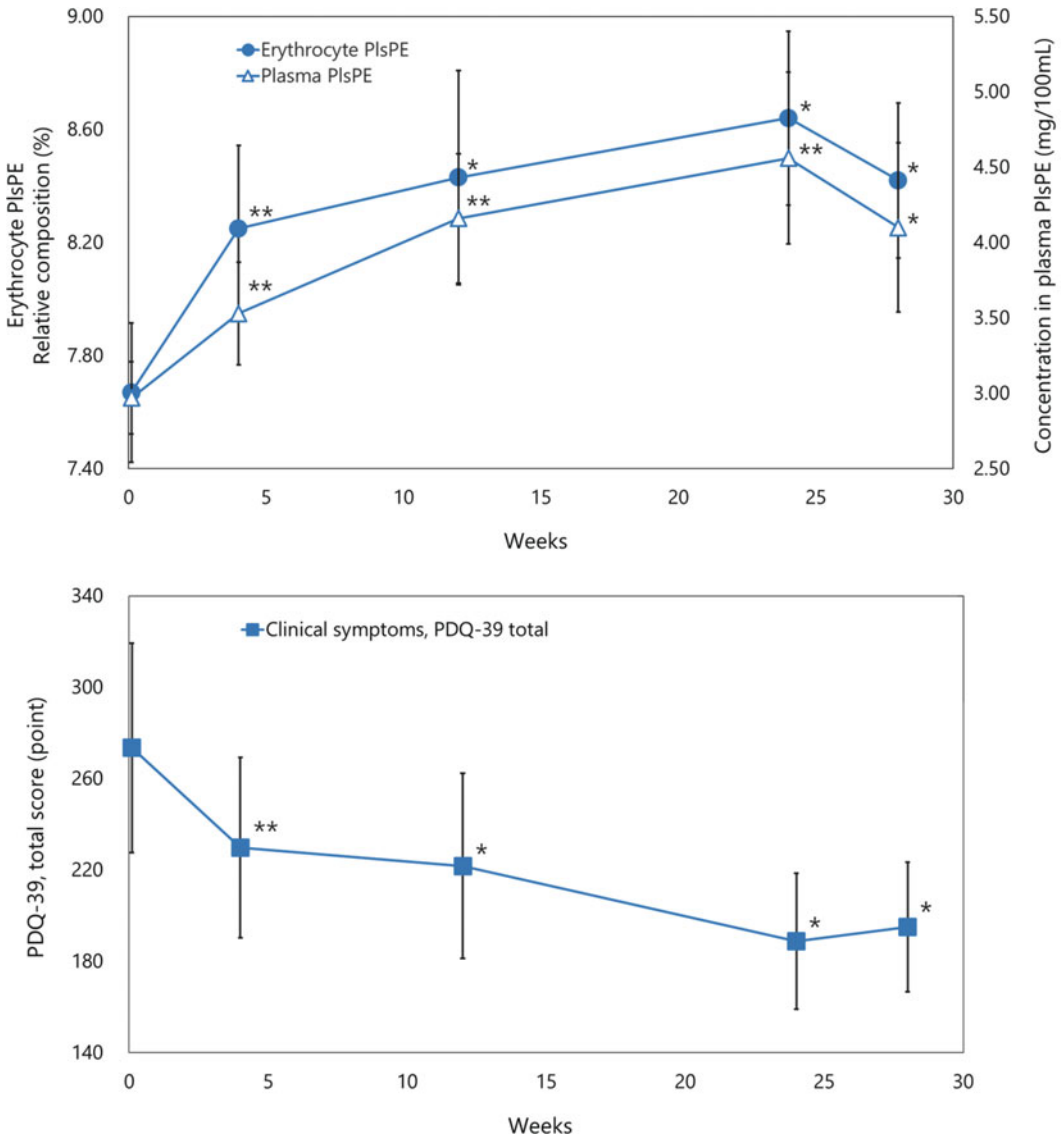 9.00
8.60
8.20
7.80
7.40
Erythrocyte PlsPE
Relative composition (%)
Erythrocyte PlsPE
Plasma PlsPE
**
**
*
**
*
**
*
*
5.50
5.00
4.50
4.00
3.50
3.00
2.50
Concentration in plasma PlsPE (mg/100mL)
0 5 10 15 20 25 30
Weeks
340
300
260
220
180
140
PDQ-39, total score (point)
Clinical symptoms, PDQ-39 total
**
*
*
*
0 5 10 15 20 25 30
Weeks